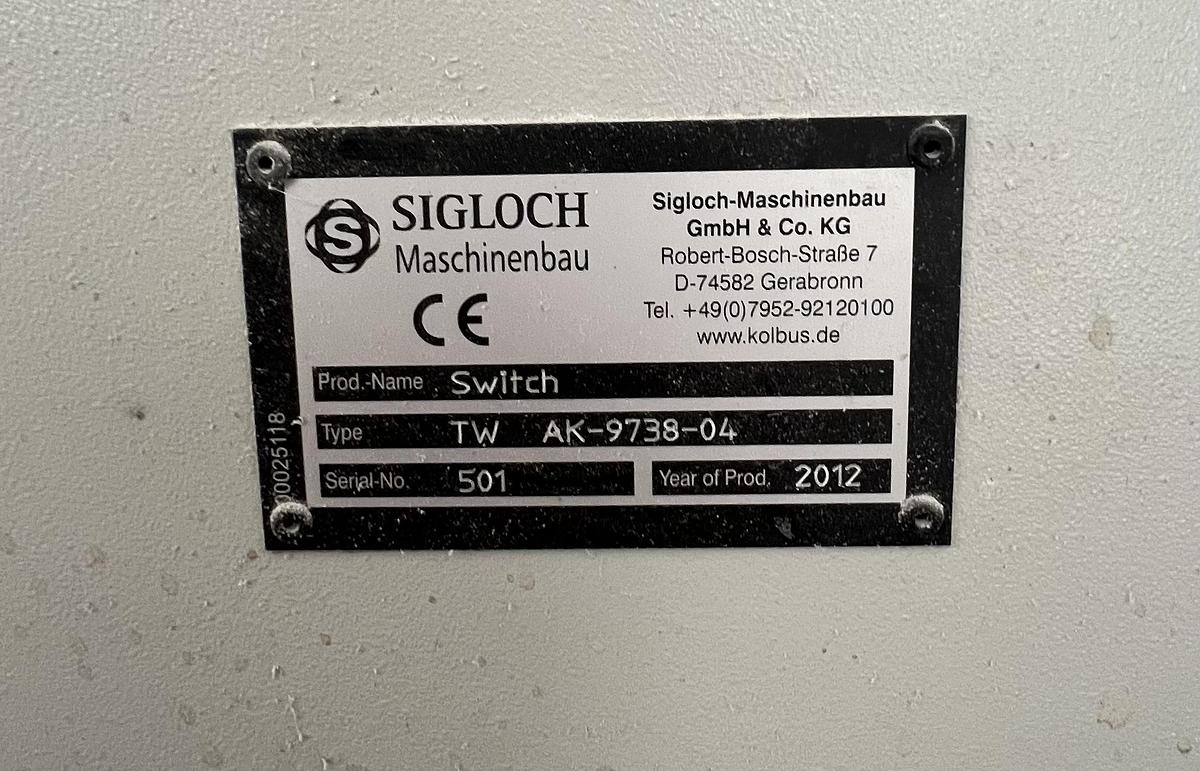 S SIGLOCH
Maschinenbau
CE
Sigloch-Maschinenbau
GmbH & Co. KG
Robert-Bosch-Straße 7
D-74582 Gerabronn
Tel. +49(0)7952-92120100
www.kolbus.de
Prod.-Name Switch
Type TW AK-9738-04
Serial-No. 501
Year of Prod. 2012